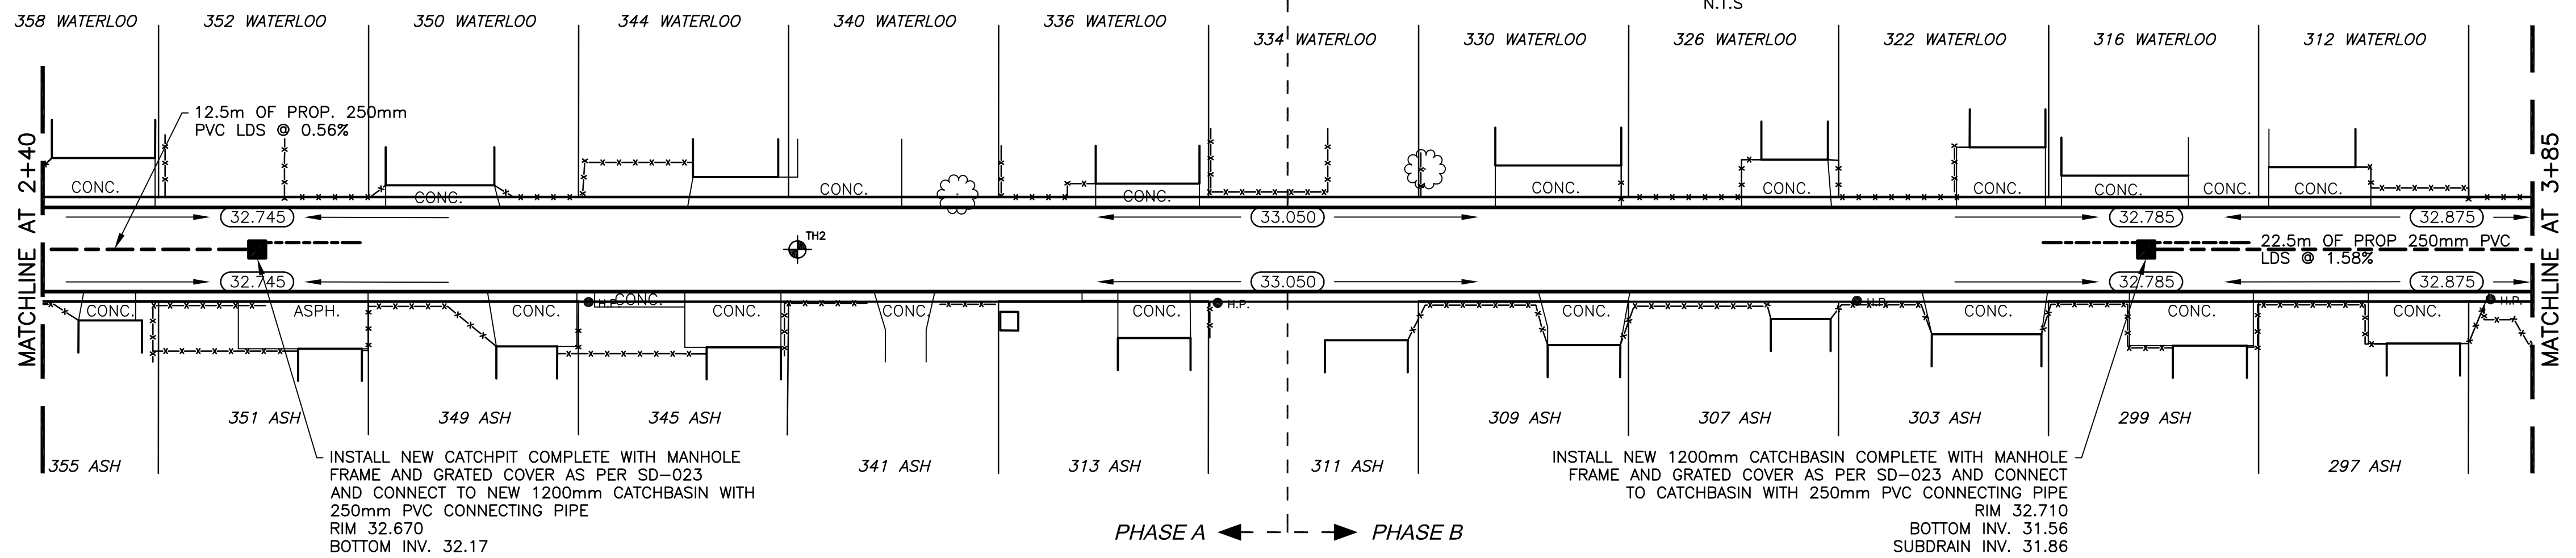 N.T.S
358 WATERLOO
352 WATERLOO
350 WATERLOO
344 WATERLOO
340 WATERLOO
336 WATERLOO
334 WATERLOO
330 WATERLOO
326 WATERLOO
322 WATERLOO
316 WATERLOO
312 WATERLOO
MATCHLINE AT 2+40
12.5m OF PROP. 250mm
PVC LDS @ 0.56%
CONC.
CONC.
CONC.
CONC.
CONC.
CONC.
CONC.
CONC.
CONC.
CONC.
32.745
33.050
32.785
32.875
TH2
22.5m OF PROP 250mm PVC
LDS @ 1.58%
32.745
33.050
32.785
32.875
MATCHLINE AT 3+85
CONC.
ASPH.
CONC.
H.P.
CONC.
CONC.
CONC.
CONC.
H.P.
CONC.
CONC.
H.P.
CONC.
CONC.
CONC.
H.P.
355 ASH
351 ASH
349 ASH
345 ASH
341 ASH
313 ASH
311 ASH
309 ASH
307 ASH
303 ASH
299 ASH
297 ASH
INSTALL NEW CATCHPIT COMPLETE WITH MANHOLE
FRAME AND GRATED COVER AS PER SD-023
AND CONNECT TO NEW 1200mm CATCHBASIN WITH
250mm PVC CONNECTING PIPE
RIM 32.670
BOTTOM INV. 32.17
PHASE A
PHASE B
INSTALL NEW 1200mm CATCHBASIN COMPLETE WITH MANHOLE
FRAME AND GRATED COVER AS PER SD-023 AND CONNECT
TO CATCHBASIN WITH 250mm PVC CONNECTING PIPE
RIM 32.710
BOTTOM INV. 31.56
SUBDRAIN INV. 31.86